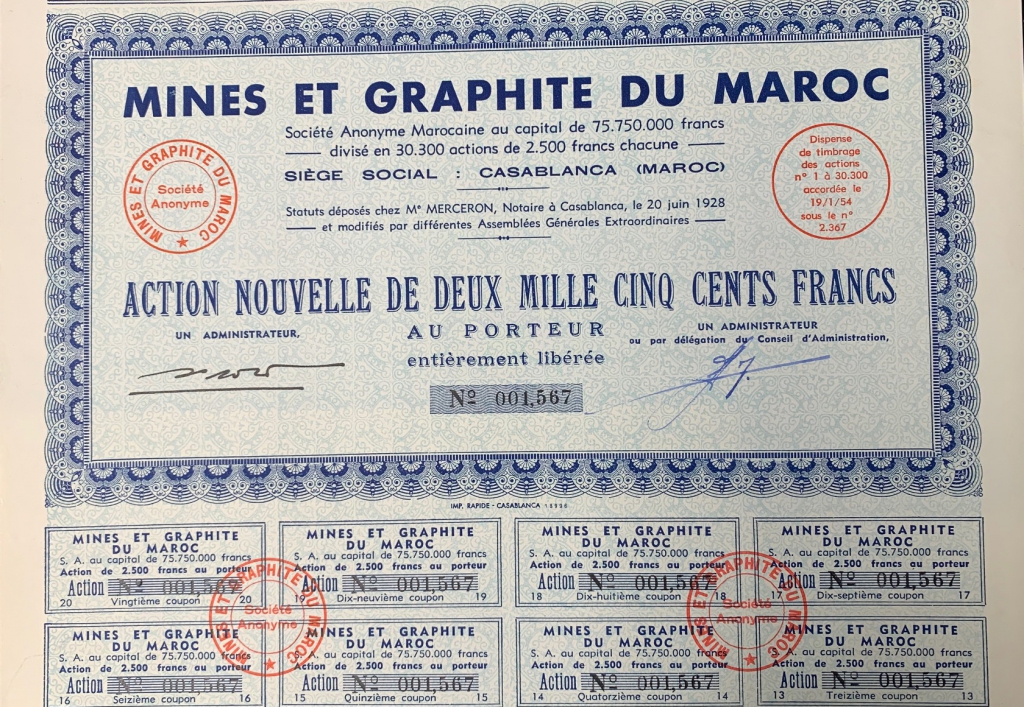 MINES ET GRAPHITE DU MAROC
Société Anonyme Marocaine au capital de 75.750.000 francs
divisé en 30.300 actions de 2.500 francs chacune
SIÈGE SOCIAL : CASABLANCA (MAROC)
Statuts déposés chez Me MERCERON, Notaire à Casablanca, le 20 juin 1928
et modifiés par différentes Assemblées Générales Extraordinaires
MINES ET GRAPHITE DU MAROC
Société
Anonyme
Dispense
de timbrage
des actions
n° 1 à 30.300
accordée le
19/1/54
sous le n°
2.367
ACTION NOUVELLE DE DEUX MILLE CINQ CENTS FRANCS
AU PORTEUR
entièrement libérée
UN ADMINISTRATEUR,
UN ADMINISTRATEUR
ou par délégation du Conseil d'Administration,
No 001,567
IMP. RAPIDE - CASABLANCA
MINES ET GRAPHITE
DU MAROC
S. A. au capital de 75.750.000 francs
Action de 2.500 francs au porteur
Action No 001,567
20 Vingtième coupon 20
MINES ET GRAPHITE
DU MAROC
S. A. au capital de 75.750.000 francs
Action de 2.500 francs au porteur
Action No 001,567
19 Dix-neuvième coupon 19
MINES ET GRAPHITE
DU MAROC
S. A. au capital de 75.750.000 francs
Action de 2.500 francs au porteur
Action No 001,567
18 Dix-huitième coupon 18
MINES ET GRAPHITE
DU MAROC
S. A. au capital de 75.750.000 francs
Action de 2.500 francs au porteur
Action No 001,567
17 Dix-septième coupon 17
MINES ET GRAPHITE DU MAROC
Société
Anonyme
MINES ET GRAPHITE DU MAROC
Société
Anonyme
MINES ET GRAPHITE
DU MAROC
S. A. au capital de 75.750.000 francs
Action de 2.500 francs au porteur
Action No 001,567
16 Seizième coupon 16
MINES ET GRAPHITE
DU MAROC
S. A. au capital de 75.750.000 francs
Action de 2.500 francs au porteur
Action No 001,567
15 Quinzième coupon 15
MINES ET GRAPHITE
DU MAROC
S. A. au capital de 75.750.000 francs
Action de 2.500 francs au porteur
Action No 001,567
14 Quatorzième coupon 14
MINES ET GRAPHITE
DU MAROC
S. A. au capital de 75.750.000 francs
Action de 2.500 francs au porteur
Action No 001,567
13 Treizième coupon 13